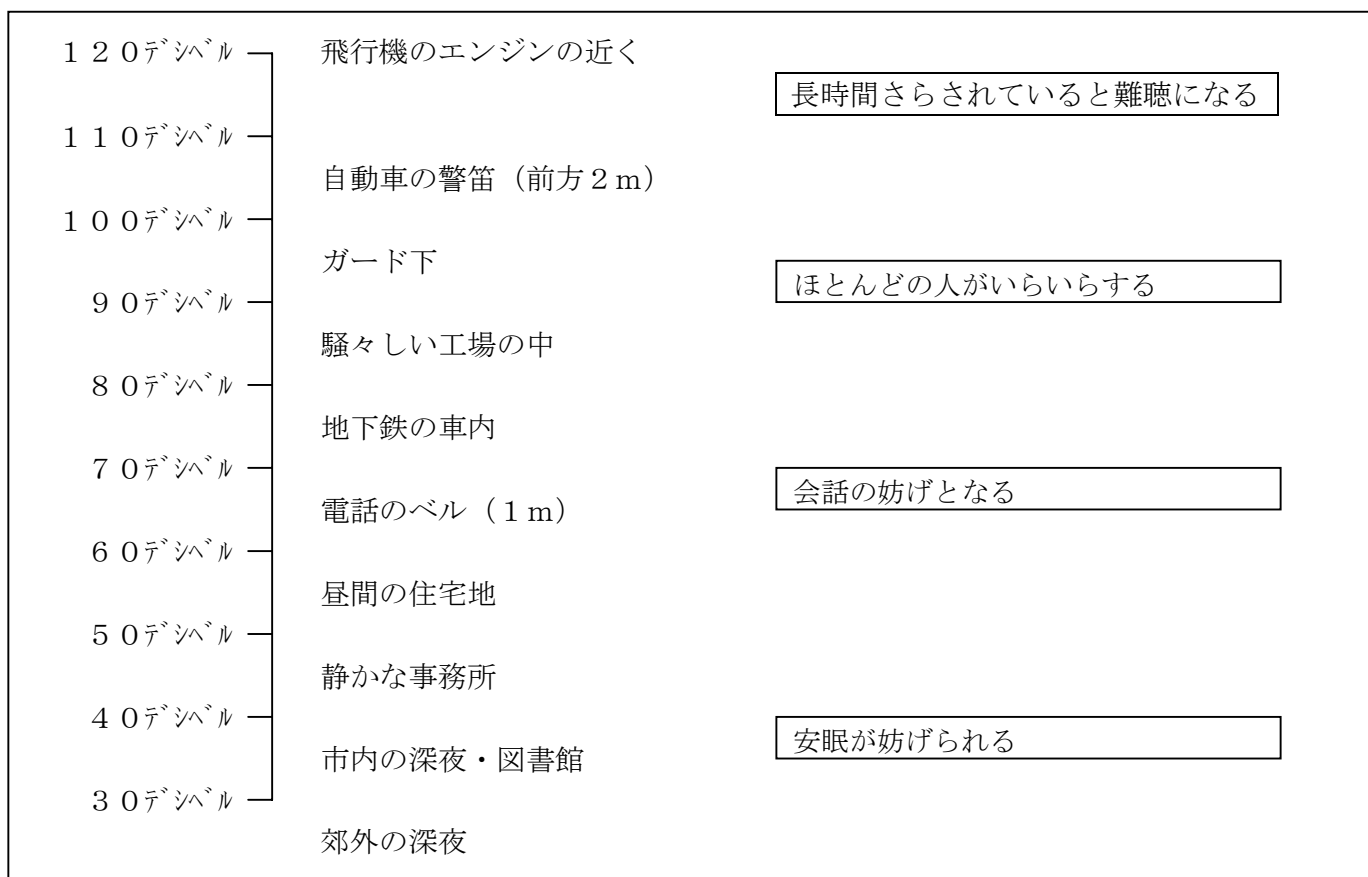 １２０ﾃﾞｼﾍﾞﾙ 飛行機のエンジンの近く
長時間さらされていると難聴になる
１１０ﾃﾞｼﾍﾞﾙ
自動車の警笛（前方２ｍ）
１００ﾃﾞｼﾍﾞﾙ
ガード下
ほとんどの人がいらいらする
９０ﾃﾞｼﾍﾞﾙ
騒々しい工場の中
８０ﾃﾞｼﾍﾞﾙ
地下鉄の車内
７０ﾃﾞｼﾍﾞﾙ
会話の妨げとなる
電話のベル（１ｍ）
６０ﾃﾞｼﾍﾞﾙ
昼間の住宅地
５０ﾃﾞｼﾍﾞﾙ
静かな事務所
４０ﾃﾞｼﾍﾞﾙ
安眠が妨げられる
市内の深夜・図書館
３０ﾃﾞｼﾍﾞﾙ
郊外の深夜